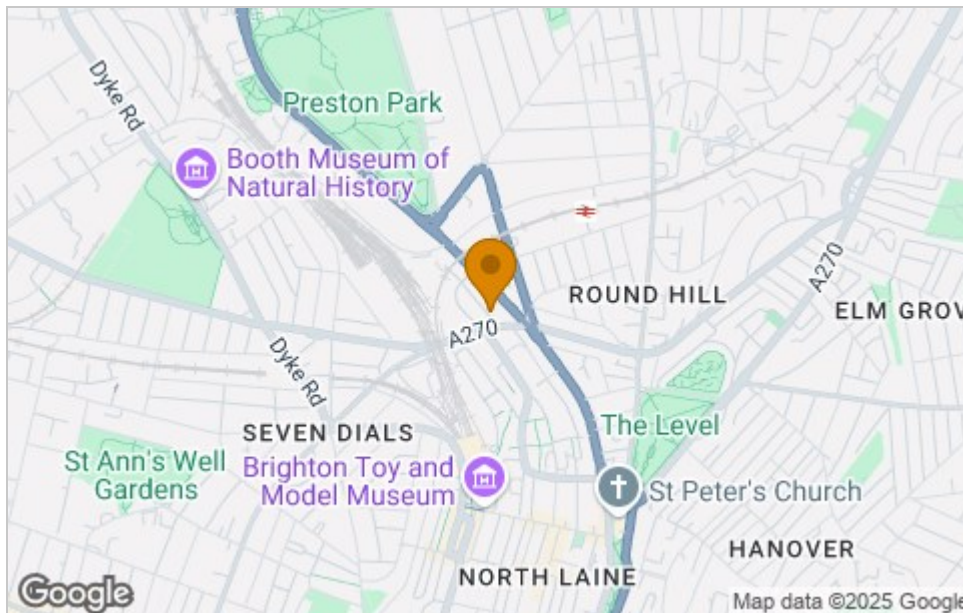 Dyke Rd
Preston Park
Booth Museum of
Natural History
A270
ROUND HILL
ELM GROV
A270
Dyke Rd
SEVEN DIALS
The Level
St Ann's Well
Gardens
Brighton Toy and
Model Museum
St Peter's Church
HANOVER
NORTH LAINE
Google
Map data ©2025 Google